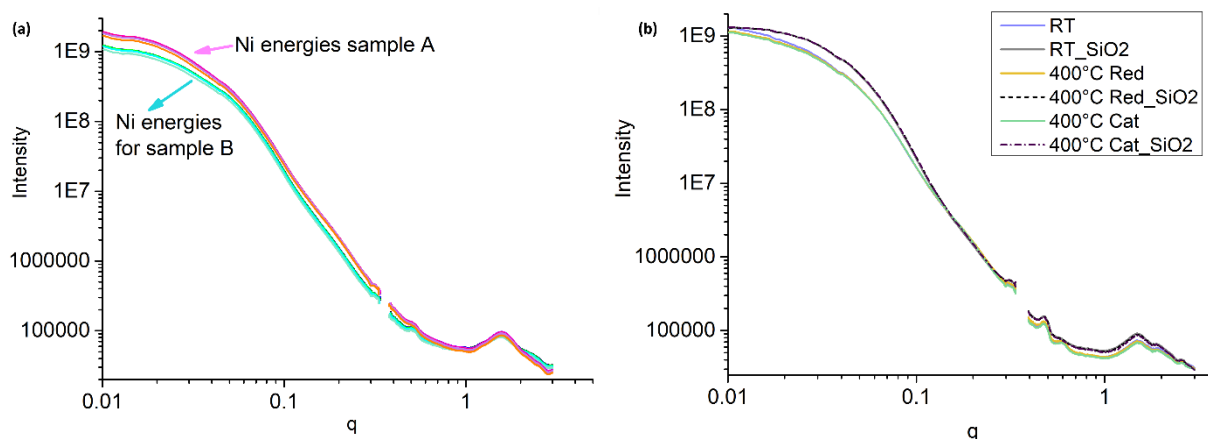 (a)
Ni energies sample A
Ni energies
for sample B
1E9
1E8
1E7
1000000
100000
Intensity
0.01
0.1
1
q
(b)
RT
RT_SiO2
400°C Red
400°C Red_SiO2
400°C Cat
400°C Cat_SiO2
1E9
1E8
1E7
1000000
100000
Intensity
0.01
0.1
1
q